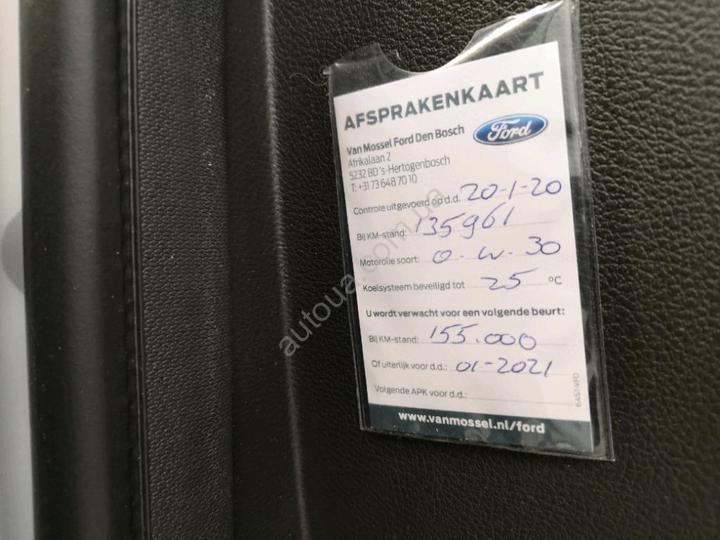 AFSPRAKENKAART
Van Mossel Ford Den Bosch
Afrikalaan 2
5232 BD 's-Hertogenbosch
T: +31 73 648 70 10
Ford
Controle uitgevoerd op d.d. 20-1-20
Bij KM-stand: 135961
Motorolie soort: 0-W-30
Koelsysteem beveiligd tot 25 °C
U wordt verwacht voor een volgende beurt:
Bij KM-stand: 155.000
Of uiterlijk voor d.d.: 01-2021
Volgende APK voor d.d.:
www.vanmossel.nl/ford
autoua.com.ua